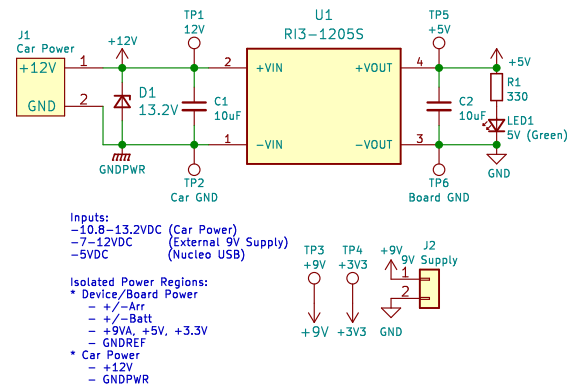 J1
Car Power
+12V
GND
1
2
+12V
D1
13.2V
GNDPWR
TP1
12V
C1
10uF
TP2
Car GND
U1
RI3-1205S
2
+VIN
1
-VIN
+VOUT
4
-VOUT
3
TP5
+5V
C2
10uF
TP6
Board GND
+5V
R1
330
LED1
5V (Green)
GND
Inputs:
-10.8-13.2VDC (Car Power)
-7-12VDC (External 9V Supply)
-5VDC (Nucleo USB)
Isolated Power Regions:
* Device/Board Power
- +/-Arr
- +/-Batt
- +9VA, +5V, +3.3V
- GNDREF
* Car Power
- +12V
- GNDPWR
TP3
+9V
+9V
TP4
+3V3
+3V3
+9V
J2
9V Supply
1
2
GND